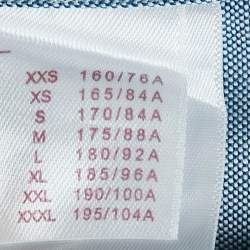 XXS 160/76A
XS 165/84A
S 170/84A
M 175/88A
L 180/92A
XL 185/96A
XXL 190/100A
XXXL 195/104A